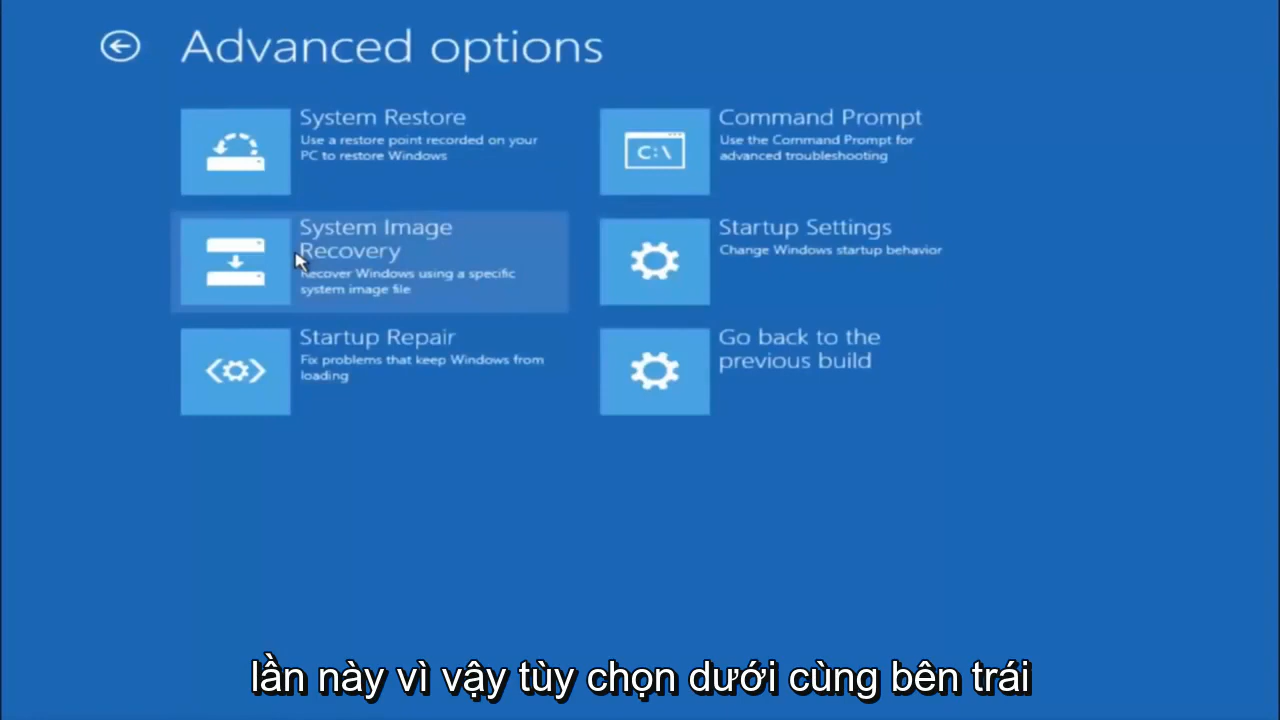 Advanced options
System Restore
Use a restore point recorded on your
PC to restore Windows
Command Prompt
Use the Command Prompt for
advanced troubleshooting
C:\
System Image
Recovery
Recover Windows using a specific
system image file
Startup Settings
Change Windows startup behavior
Startup Repair
Fix problems that keep Windows from
loading
Go back to the
previous build
lần này vì vậy tùy chọn dưới cùng bên trái